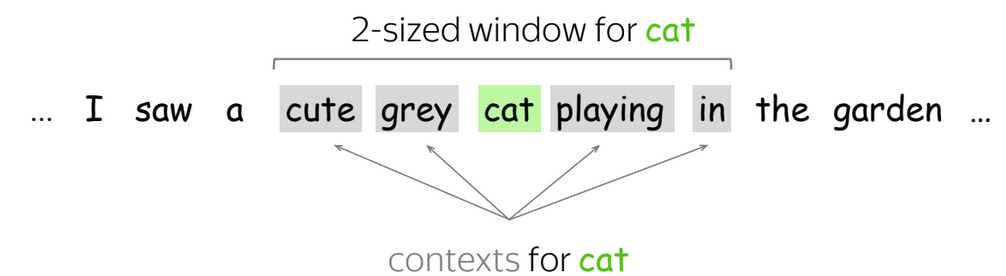 2-sized window for cat
... I saw a cute grey cat playing in the garden ...
contexts for cat